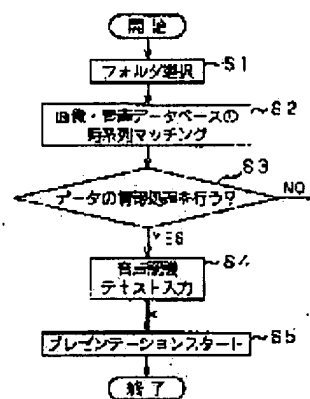 開始
フォルダ選択
S1
画像・音声データベースの
時系列マッチング
S2
データの情報処理を行う?
S3
NO
YES
音声認識
テキスト入力
S4
プレゼンテーションスタート
S5
終了